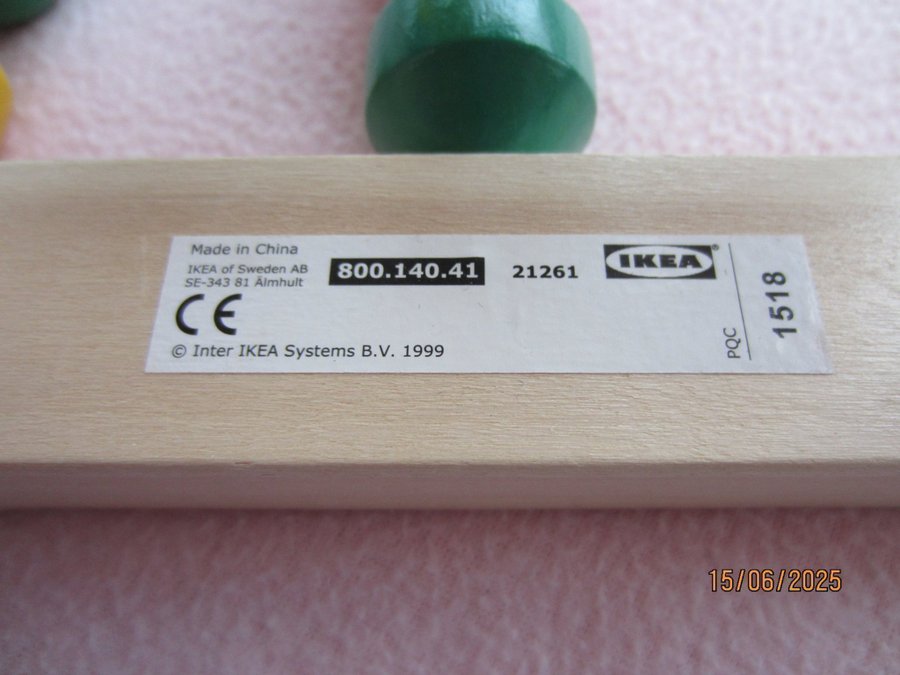 Made in China
IKEA of Sweden AB
SE-343 81 Älmhult
800.140.41
21261
IKEA®
CE
© Inter IKEA Systems B.V. 1999
PQC
1518
15/06/2025